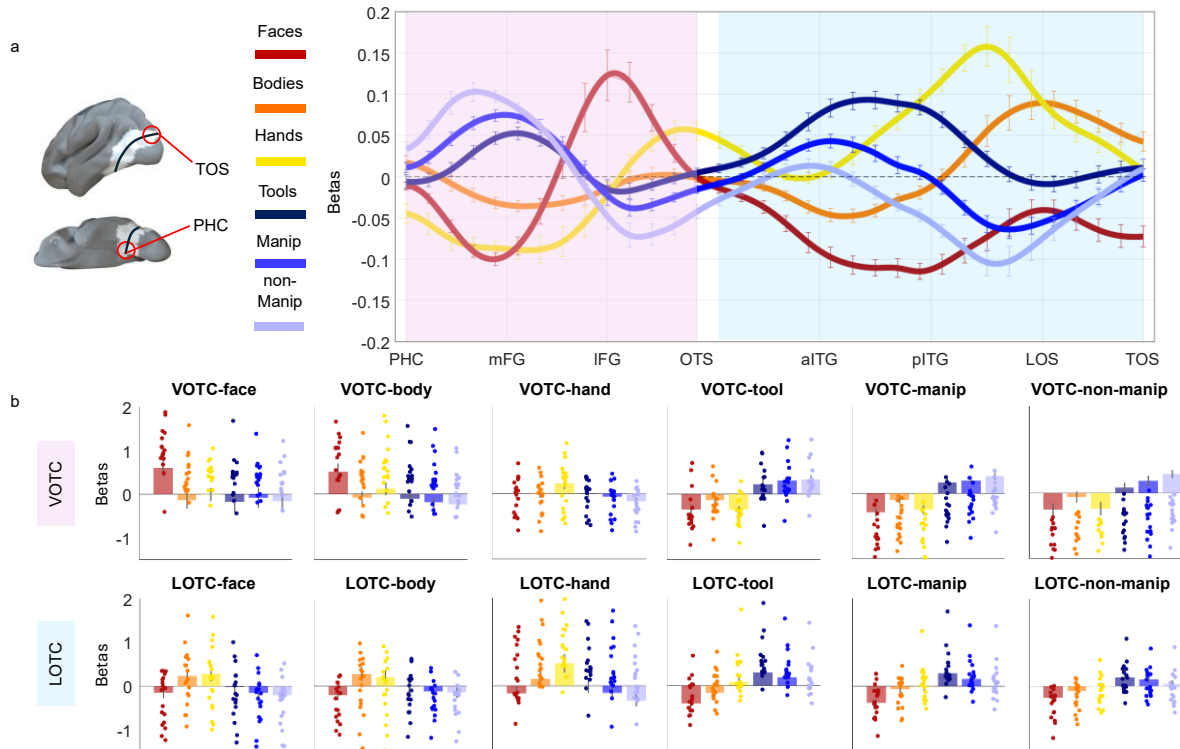 a
Faces
Bodies
Hands
Tools
Manip
non-
Manip
TOS
PHC
Betas
0.2
0.15
0.1
0.05
0
-0.05
-0.1
-0.15
-0.2
PHC mFG lFG OTS aITG pITG LOS TOS
b
VOTC-face VOTC-body VOTC-hand VOTC-tool VOTC-manip VOTC-non-manip
VOTC
Betas
2
1
0
-1
LOTC-face LOTC-body LOTC-hand LOTC-tool LOTC-manip LOTC-non-manip
LOTC
Betas
2
1
0
-1